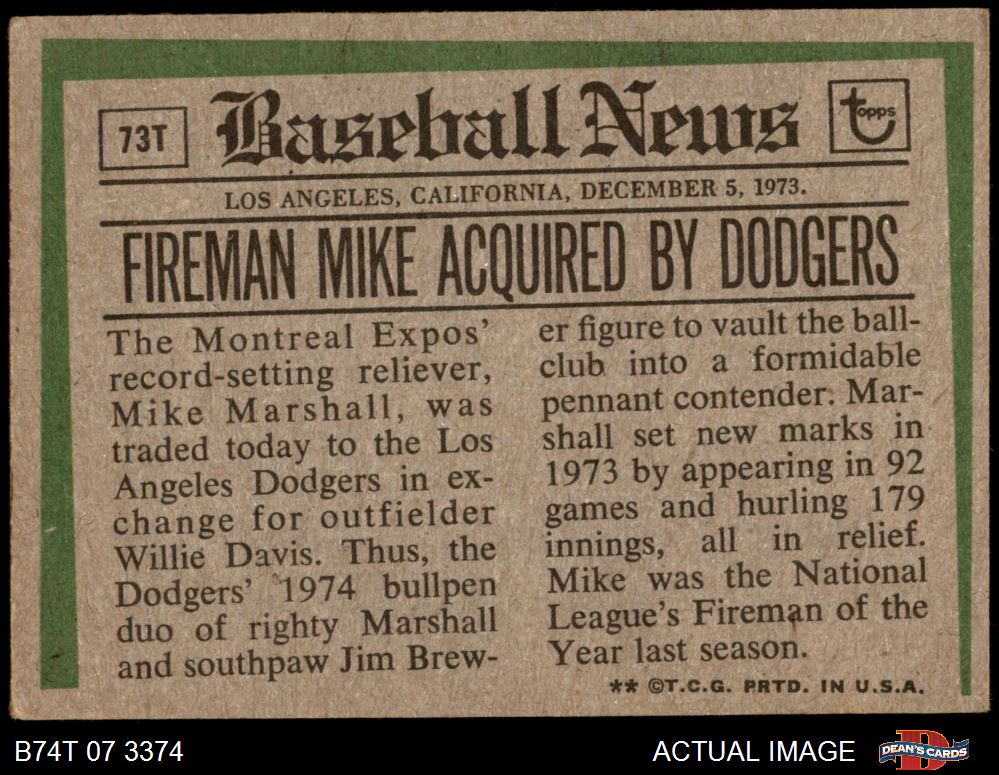 73T
Baseball News
topps
LOS ANGELES, CALIFORNIA, DECEMBER 5, 1973.
FIREMAN MIKE ACQUIRED BY DODGERS
The Montreal Expos’
record-setting reliever,
Mike Marshall, was
traded today to the Los
Angeles Dodgers in ex-
change for outfielder
Willie Davis. Thus, the
Dodgers’ 1974 bullpen
duo of righty Marshall
and southpaw Jim Brew-
er figure to vault the ball-
club into a formidable
pennant contender. Mar-
shall set new marks in
1973 by appearing in 92
games and hurling 179
innings, all in relief.
Mike was the National
League’s Fireman of the
Year last season.
** ©T.C.G. PRTD. IN U.S.A.
B74T 07 3374
ACTUAL IMAGE
D
DEAN'S CARDS